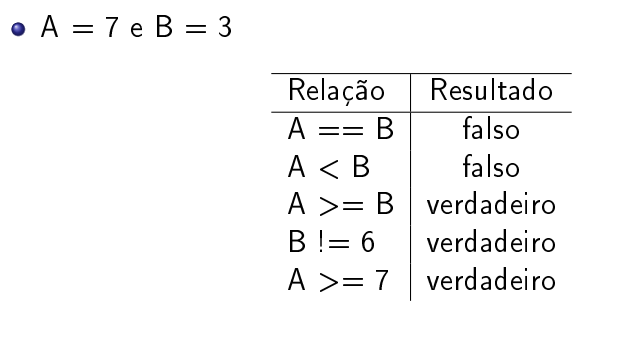 A = 7 e B = 3
Relação Resultado
A == B falso
A < B falso
A >= B verdadeiro
B != 6 verdadeiro
A >= 7 verdadeiro